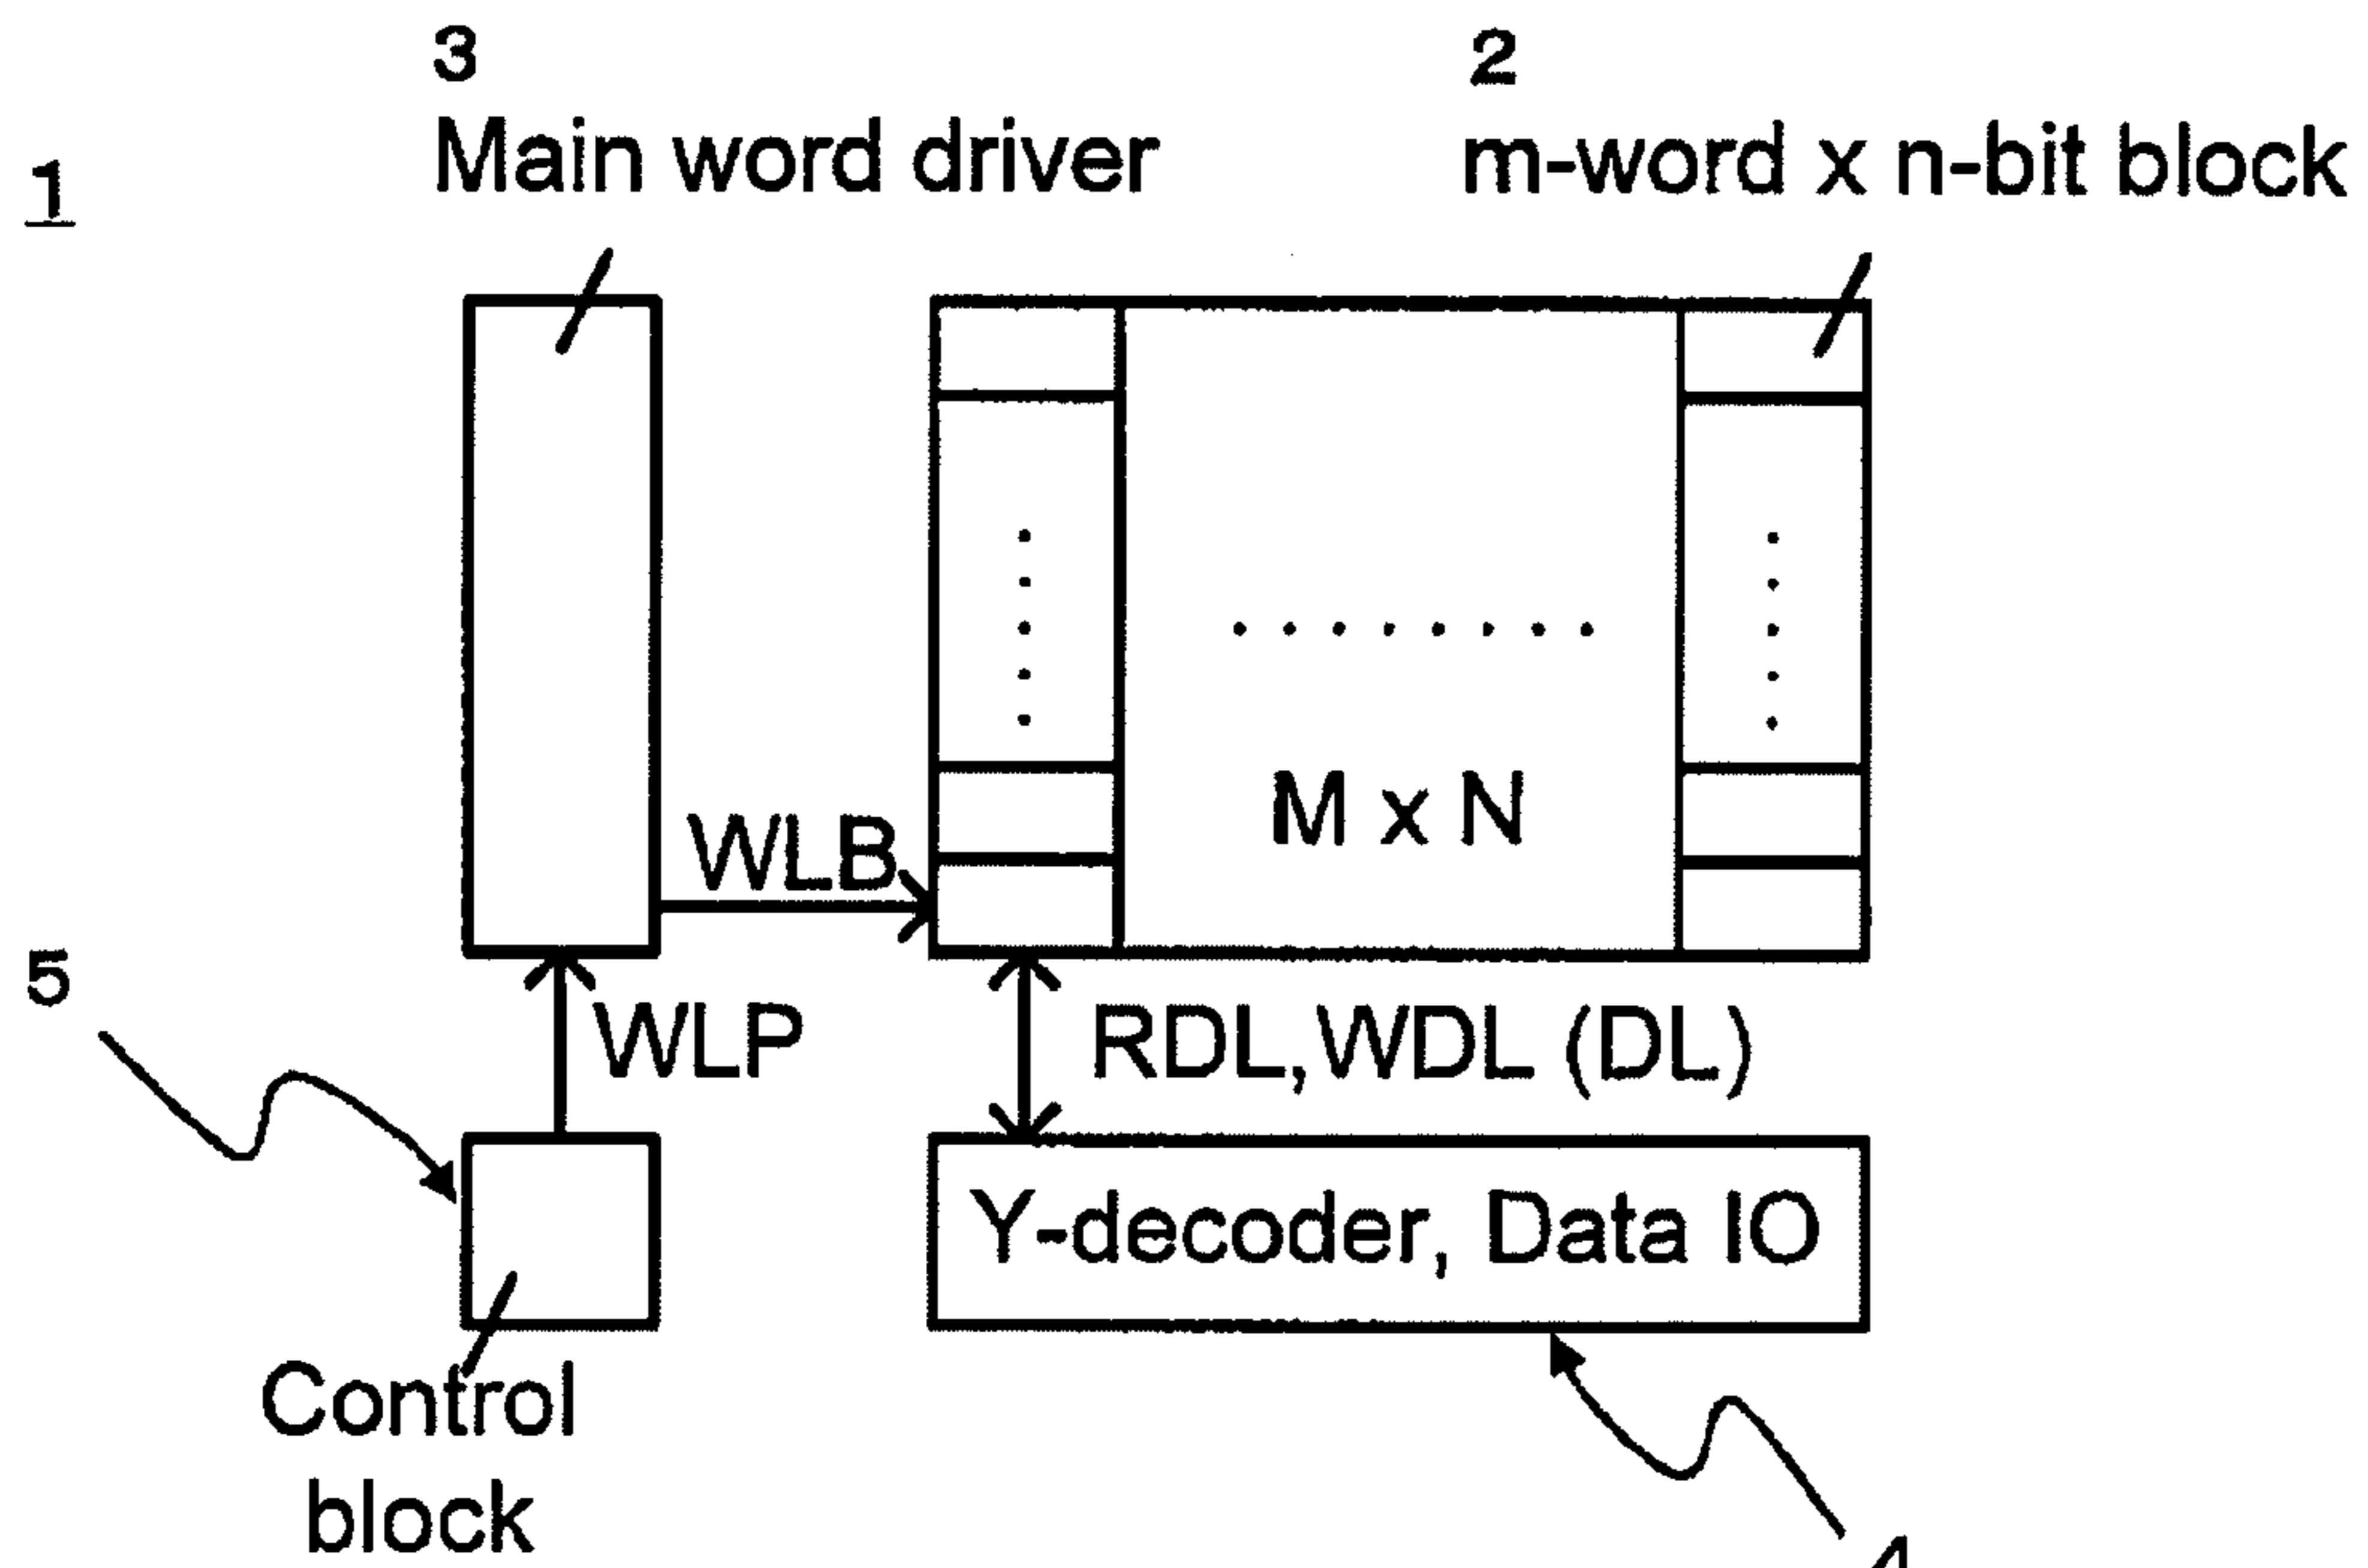 3
2
1
Main word driver
m-word x n-bit block
M x N
WLB
5
WLP
RDL,WDL (DL)
Y-decoder, Data IO
Control
block
4